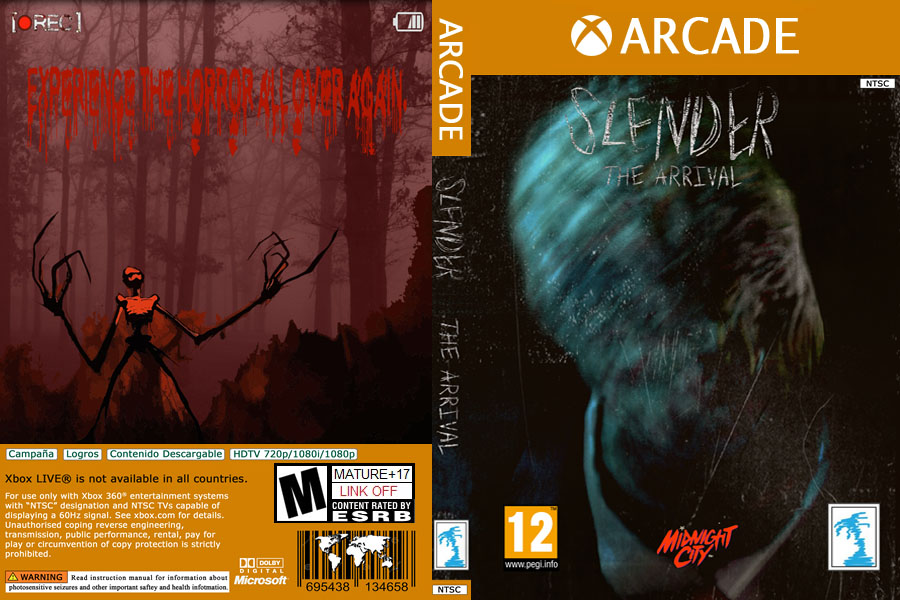 [●REC]
EXPERIENCE THE HORROR ALL OVER AGAIN.
Campaña
Logros
Contenido Descargable
HDTV 720p/1080i/1080p
Xbox LIVE® is not available in all countries.
For use only with Xbox 360® entertainment systems
with “NTSC” designation and NTSC TVs capable of
displaying a 60Hz signal. See xbox.com for details.
Unauthorised coping reverse engineering,
transmission, public performance, rental, pay for
play or circumvention of copy protection is strictly
prohibited.
WARNING Read instruction manual for information about
photosensitive seizures and other important saftey and health infotmation.
M
MATURE+17
LINK OFF
CONTENT RATED BY
ESRB
DOLBY
DIGITAL
Microsoft
695438 134658
ARCADE
SLENDER THE ARRIVAL
NTSC
ARCADE
NTSC
SLENDER
THE ARRIVAL
12
TM
www.pegi.info
MIDNIGHT
CITY